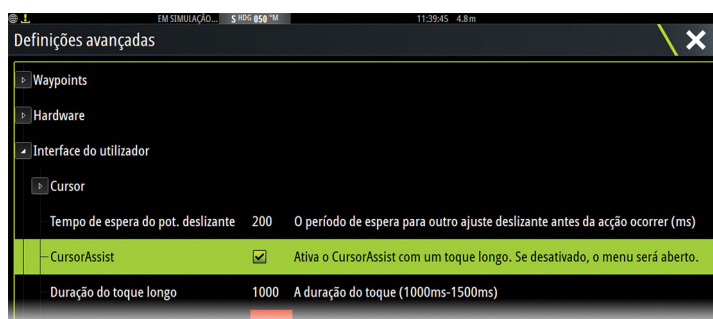 EM SIMULAÇÃO... S HDG 050 °M 11:39:45 4.8 m
Definições avançadas
Waypoints
Hardware
Interface do utilizador
Cursor
Tempo de espera do pot. deslizante 200 O período de espera para outro ajuste deslizante antes da acção ocorrer (ms)
CursorAssist Ativa o CursorAssist com um toque longo. Se desativado, o menu será aberto.
Duração do toque longo 1000 A duração do toque (1000ms-1500ms)